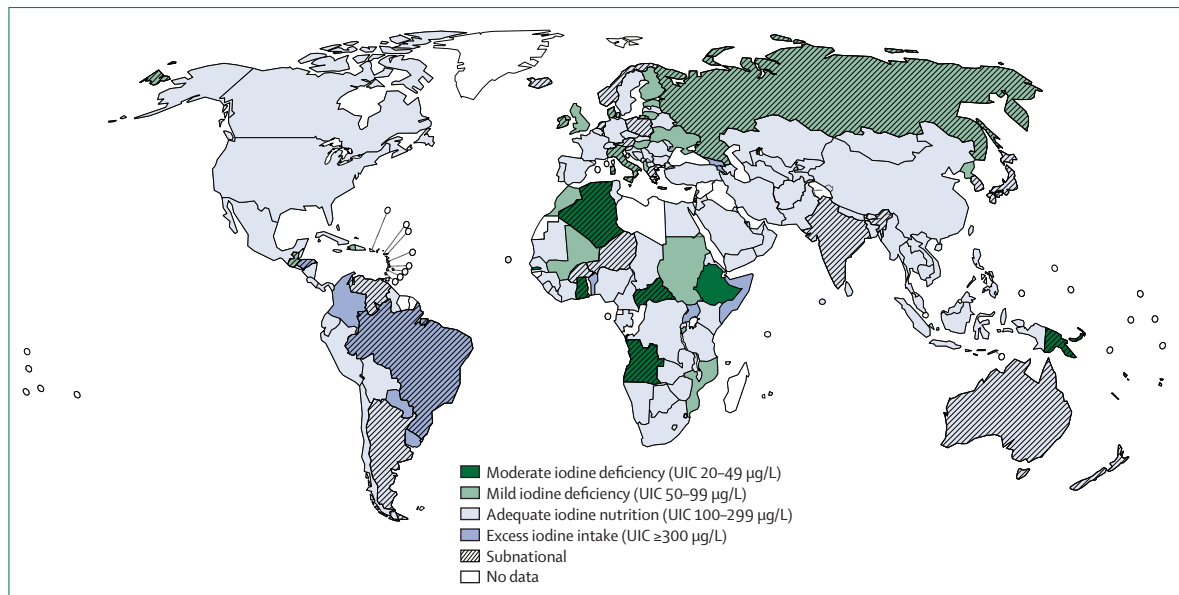 Moderate iodine deficiency (UIC 20–49 µg/L)
Mild iodine deficiency (UIC 50–99 µg/L)
Adequate iodine nutrition (UIC 100–299 µg/L)
Excess iodine intake (UIC ≥300 µg/L)
Subnational
No data